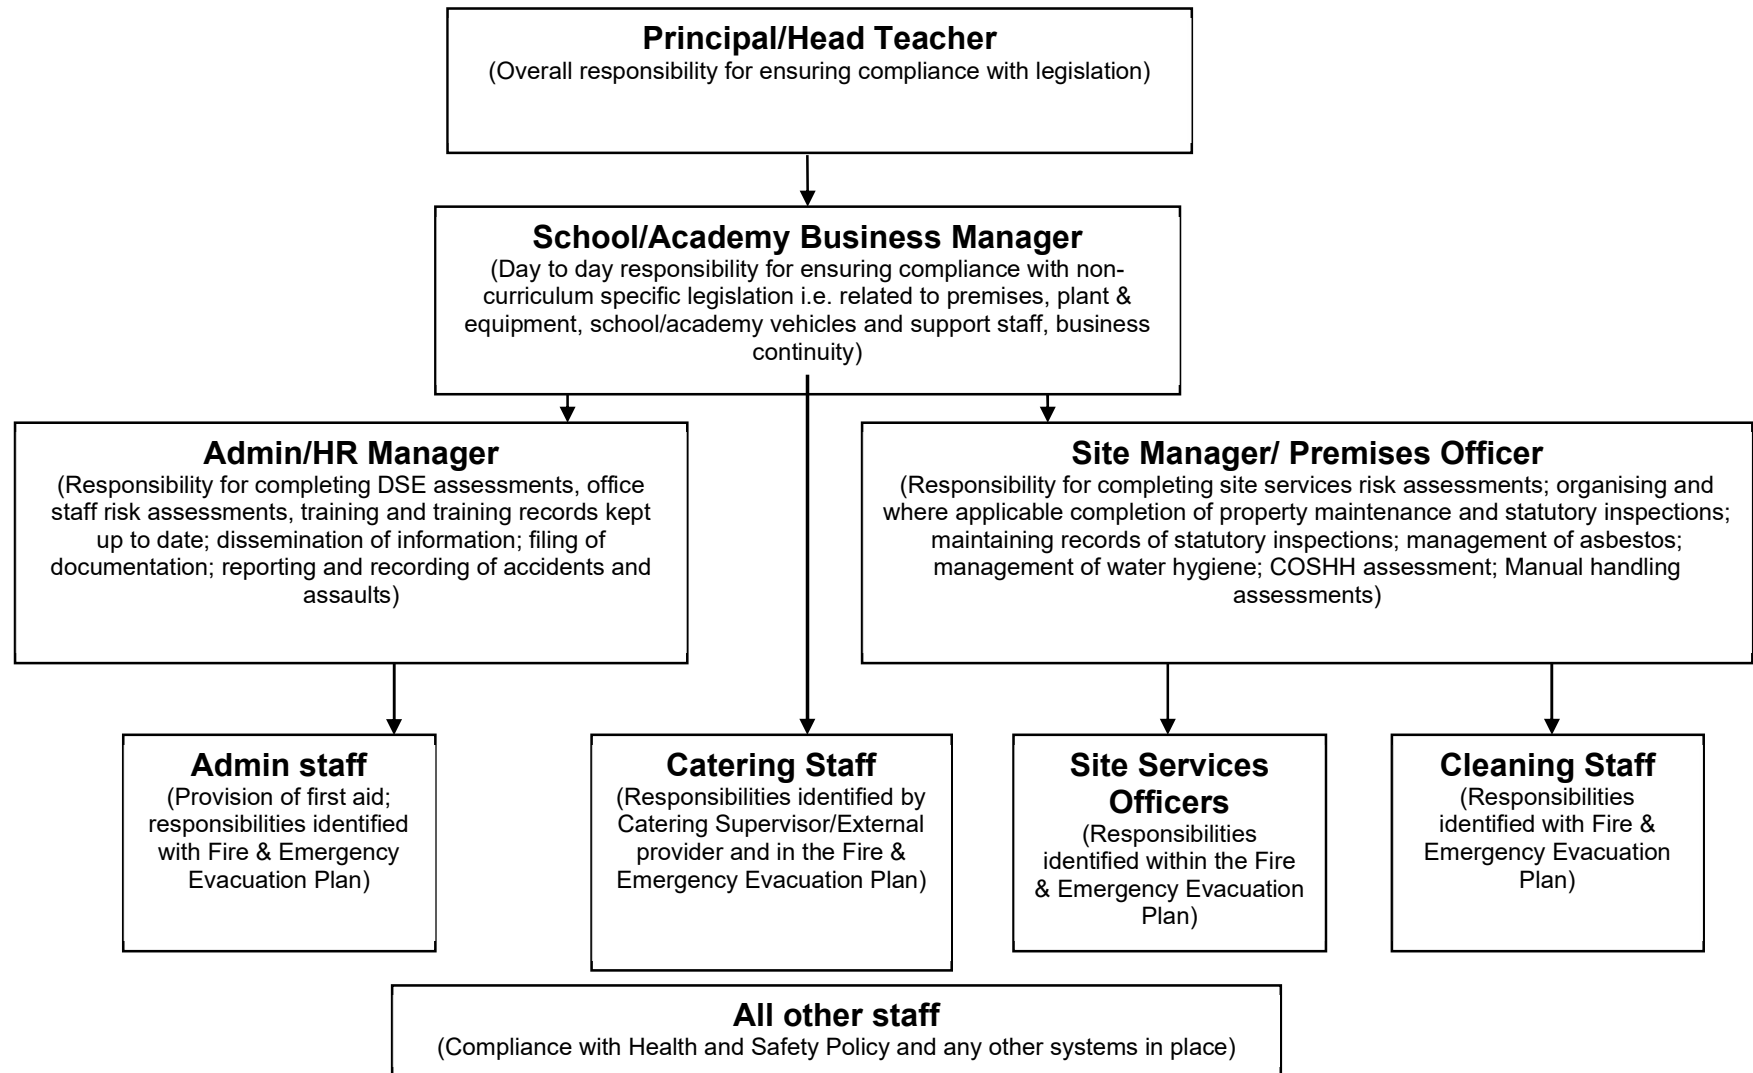 Principal/Head Teacher
(Overall responsibility for ensuring compliance with legislation)
School/Academy Business Manager
(Day to day responsibility for ensuring compliance with non-
curriculum specific legislation i.e. related to premises, plant &
equipment, school/academy vehicles and support staff, business
continuity)
Admin/HR Manager
(Responsibility for completing DSE assessments, office
staff risk assessments, training and training records kept
up to date; dissemination of information; filing of
documentation; reporting and recording of accidents and
assaults)
Site Manager/ Premises Officer
(Responsibility for completing site services risk assessments; organising and
where applicable completion of property maintenance and statutory inspections;
maintaining records of statutory inspections; management of asbestos;
management of water hygiene; COSHH assessment; Manual handling
assessments)
Admin staff
(Provision of first aid;
responsibilities identified
with Fire & Emergency
Evacuation Plan)
Catering Staff
(Responsibilities identified by
Catering Supervisor/External
provider and in the Fire &
Emergency Evacuation Plan)
Site Services
Officers
(Responsibilities
identified within the Fire
& Emergency Evacuation
Plan)
Cleaning Staff
(Responsibilities
identified with Fire &
Emergency Evacuation
Plan)
All other staff
(Compliance with Health and Safety Policy and any other systems in place)